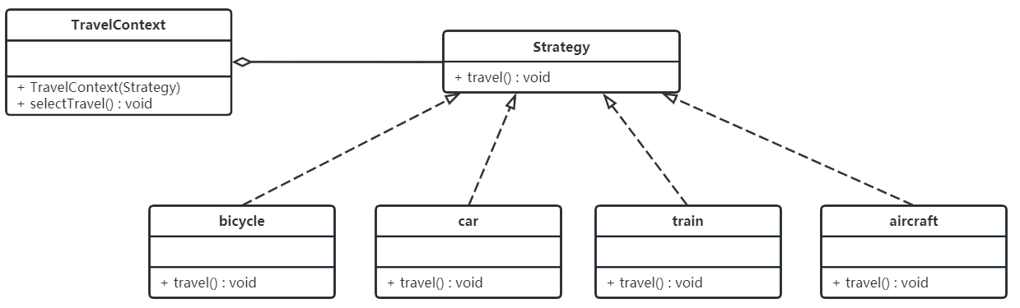 TravelContext
+ TravelContext(Strategy)
+ selectTravel() : void
Strategy
+ travel() : void
bicycle
+ travel() : void
car
+ travel() : void
train
+ travel() : void
aircraft
+ travel() : void